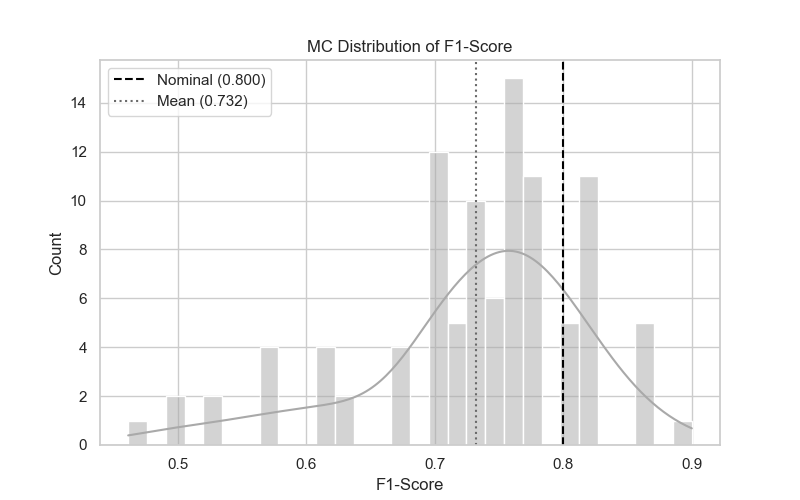 MC Distribution of F1-Score
Nominal (0.800)
Mean (0.732)
14
12
10
8
6
4
2
0
Count
0.5 0.6 0.7 0.8 0.9
F1-Score